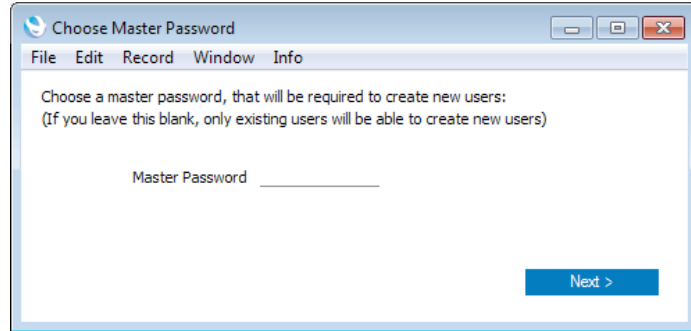 Choose Master Password
File Edit Record Window Info
Choose a master password, that will be required to create new users:
(If you leave this blank, only existing users will be able to create new users)
Master Password
Next >